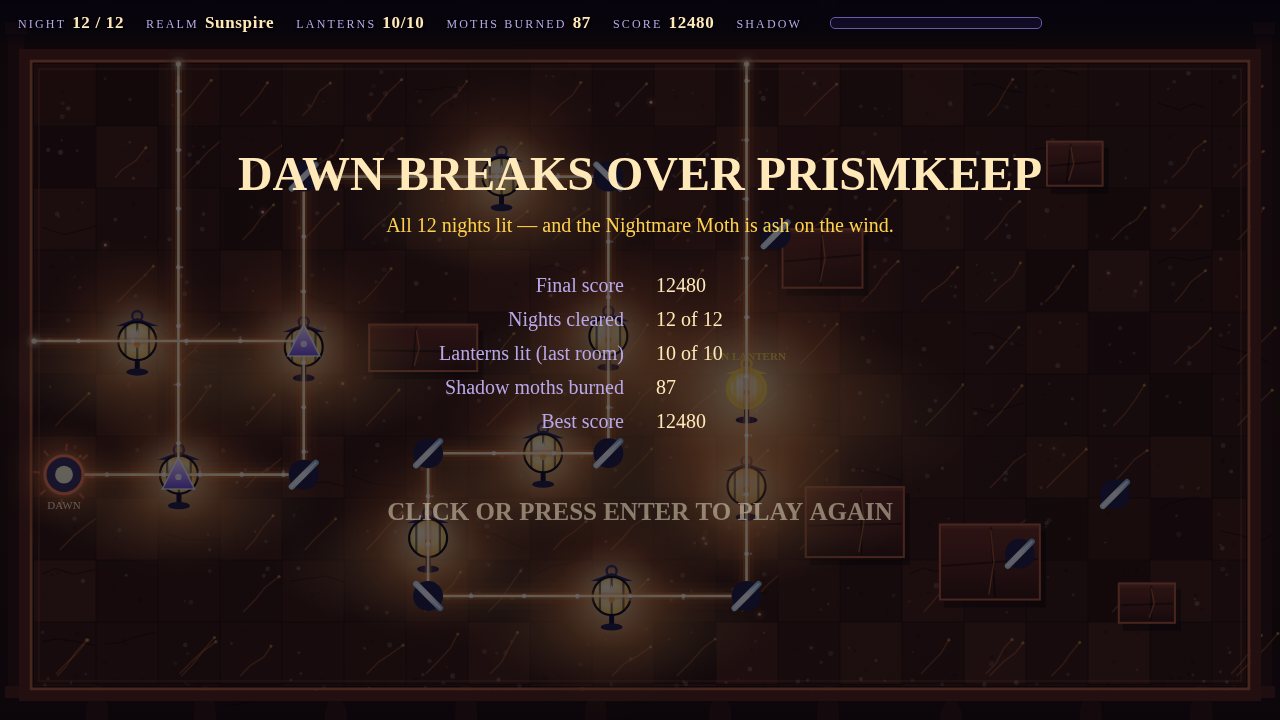 NIGHT 12 / 12 REALM Sunspire LANTERNS 10/10 MOTHS BURNED 87 SCORE 12480 SHADOW
DAWN BREAKS OVER PRISMKEEP
All 12 nights lit — and the Nightmare Moth is ash on the wind.
Final score 12480
Nights cleared 12 of 12
Lanterns lit (last room) 10 of 10
LANTERN
Shadow moths burned 87
Best score 12480
DAWN
CLICK OR PRESS ENTER TO PLAY AGAIN